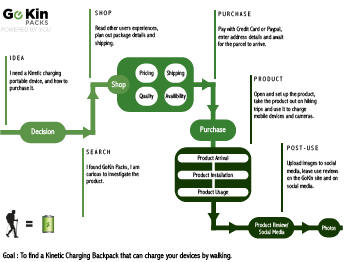 Go Kin
PACKS
POWERED BY YOU
SHOP
Read other users experiences,
plan out package details and
shipping.
PURCHASE
Pay with Credit Card or Paypal,
enter address details and await
for the parcel to arrive.
IDEA
I need a Kinetic charging
portable device, and how to
purchase it.
Decision
Shop
Pricing
Shipping
Quality
Availibility
PRODUCT
Open and set up the product,
take the product out on hiking
trips and use it to charge
mobile devices and cameras.
Purchase
SEARCH
I found GoKin Packs, I am
curious to investigate the
product.
Product Arrival
Product Instalation
Product Usage
POST-USE
Upload images to social
media, leave use reviews
on the GoKin site and on
social media.
=
Product Review/
Social Media
Photos
Goal : To find a Kinetic Charging Backpack that can charge your devices by walking.